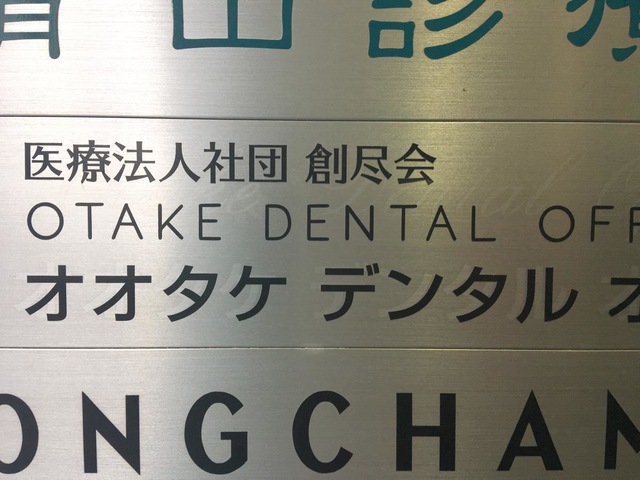 医療法人社団 創尽会
OTAKE DENTAL OFF
オオタケ デンタル オ
ONGCHAM